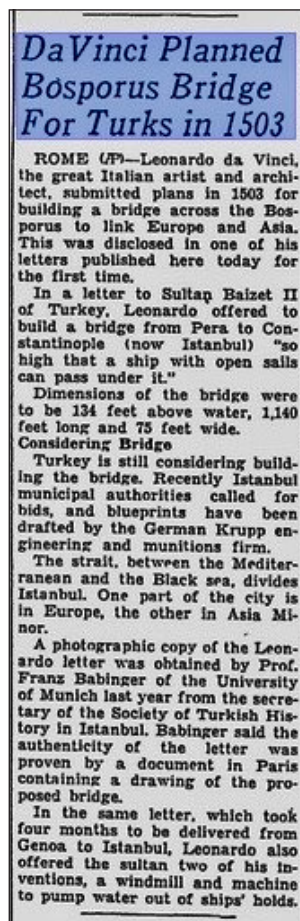 DaVinci Planned
Bosporus Bridge
For Turks in 1503
ROME (AP)—Leonardo da Vinci,
the great Italian artist and archi-
tect, submitted plans in 1503 for
building a bridge across the Bos-
porus to link Europe and Asia.
This was disclosed in one of his
letters published here today for
the first time.
In a letter to Sultan Baizet II
of Turkey, Leonardo offered to
build a bridge from Pera to Con-
stantinople (now Istanbul) "so
high that a ship with open sails
can pass under it."
Dimensions of the bridge were
to be 134 feet above water, 1,140
feet long and 75 feet wide.
Considering Bridge
Turkey is still considering build-
ing the bridge. Recently Istanbul
municipal authorities called for
bids, and blueprints have been
drafted by the German Krupp en-
gineering and munitions firm.
The strait, between the Mediter-
ranean and the Black sea, divides
Istanbul. One part of the city is
in Europe, the other in Asia Mi-
nor.
A photographic copy of the Leon-
ardo letter was obtained by Prof.
Franz Babinger of the University
of Munich last year from the secre-
tary of the Society of Turkish His-
tory in Istanbul. Babinger said the
authenticity of the letter was
proven by a document in Paris
containing a drawing of the pro-
posed bridge.
In the same letter, which took
four months to be delivered from
Genoa to Istanbul, Leonardo also
offered the sultan two of his in-
ventions, a windmill and machine
to pump water out of ships' holds.